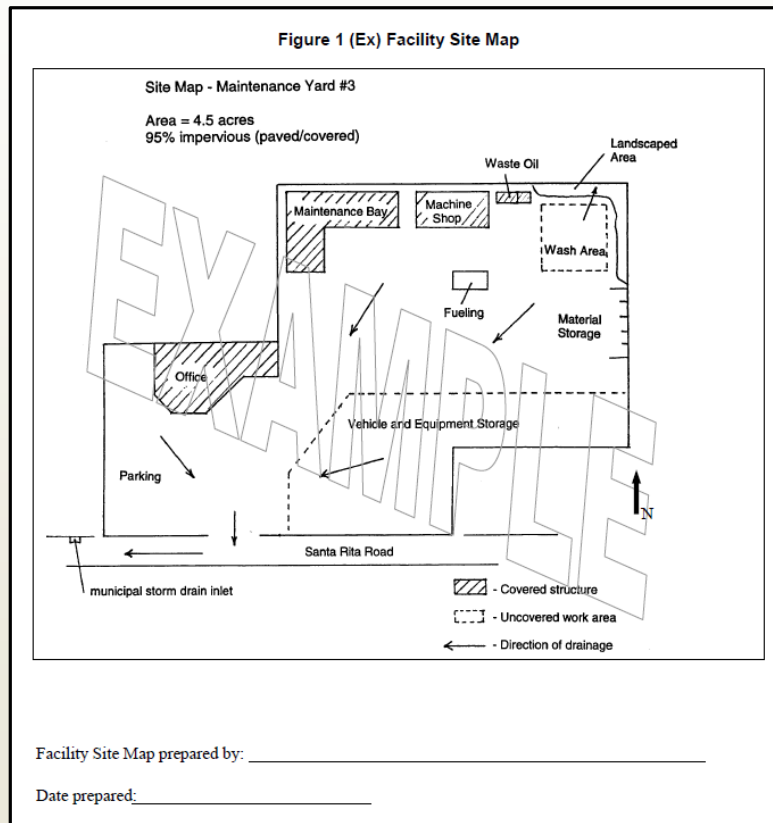 Figure 1 (Ex) Facility Site Map
Site Map - Maintenance Yard #3
Area = 4.5 acres
95% impervious (paved/covered)
Landscaped
Area
Waste Oil
Maintenance Bay
Machine
Shop
Wash Area
Fueling
Material
Storage
Office
Vehicle and Equipment Storage
Parking
N
Santa Rita Road
municipal storm drain inlet
- Covered structure
- Uncovered work area
- Direction of drainage
EXAMPLE
Facility Site Map prepared by:
Date prepared: